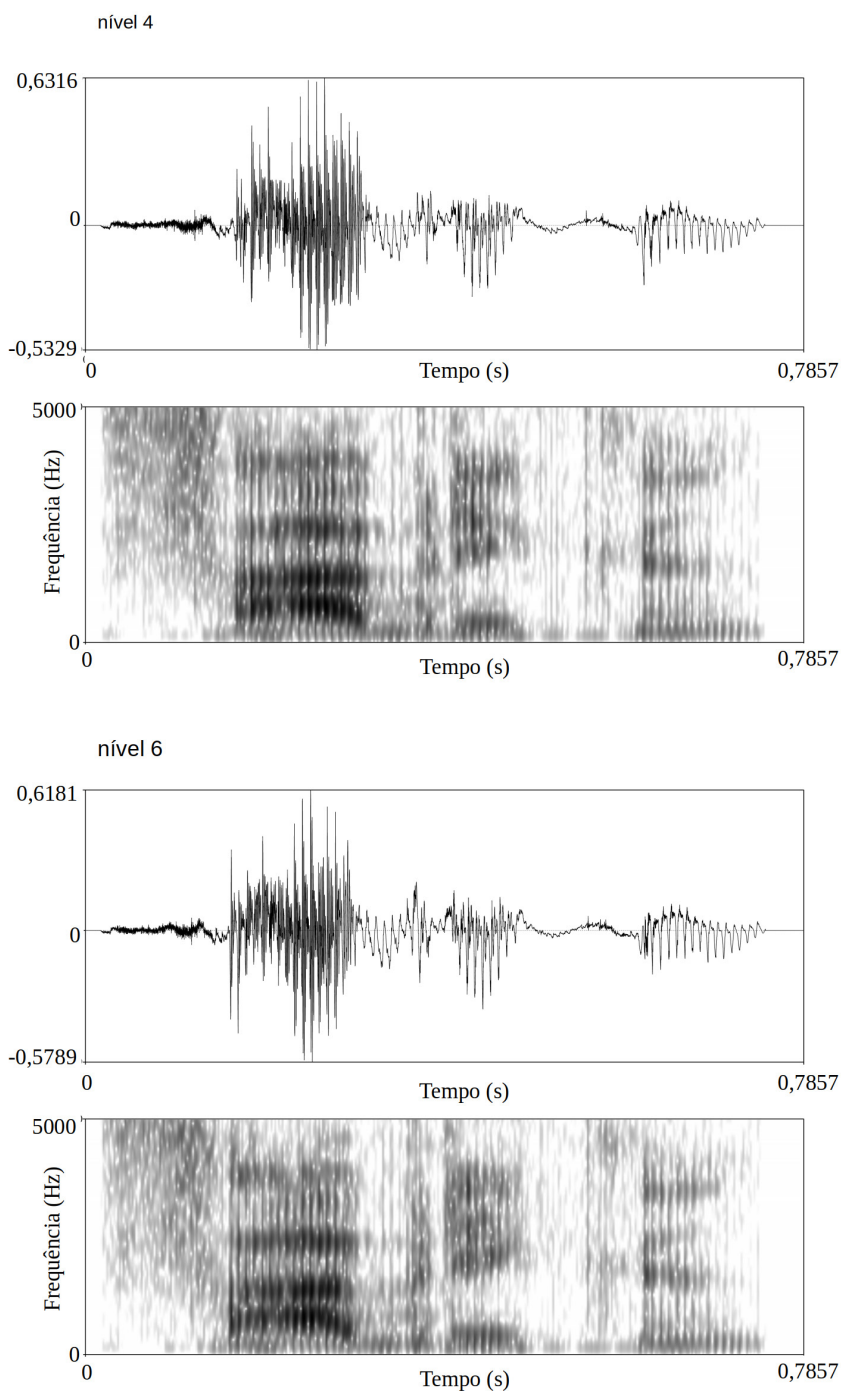 nível 4
0,6316
0
-0,5329
0
Tempo (s)
0,7857
5000
Frequência (Hz)
0
0
Tempo (s)
0,7857
nível 6
0,6181
0
-0,5789
0
Tempo (s)
0,7857
5000
Frequência (Hz)
0
0
Tempo (s)
0,7857